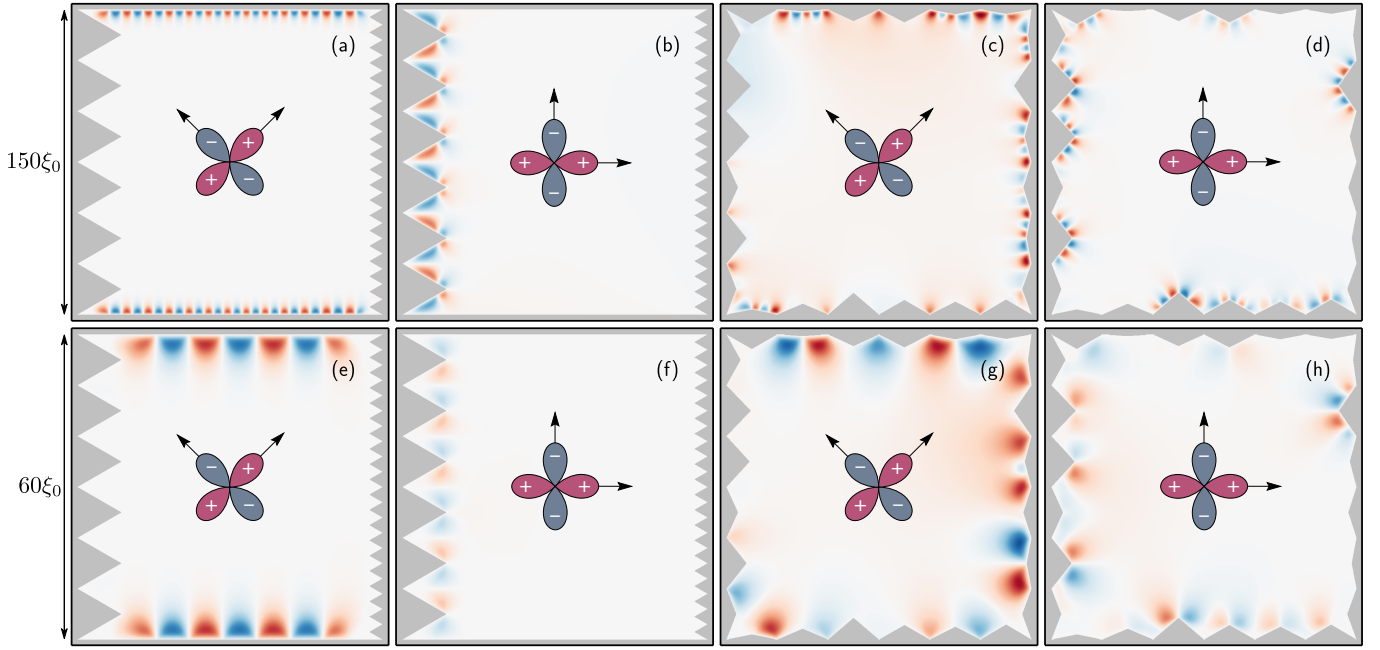 (a) (b) (c) (d)
150ξ₀
− + − + − + − +
+ + − −
+ − − + + − − +
(e) (f) (g) (h)
60ξ₀
− + − + − + − +
+ + − −
+ − − + + − − +